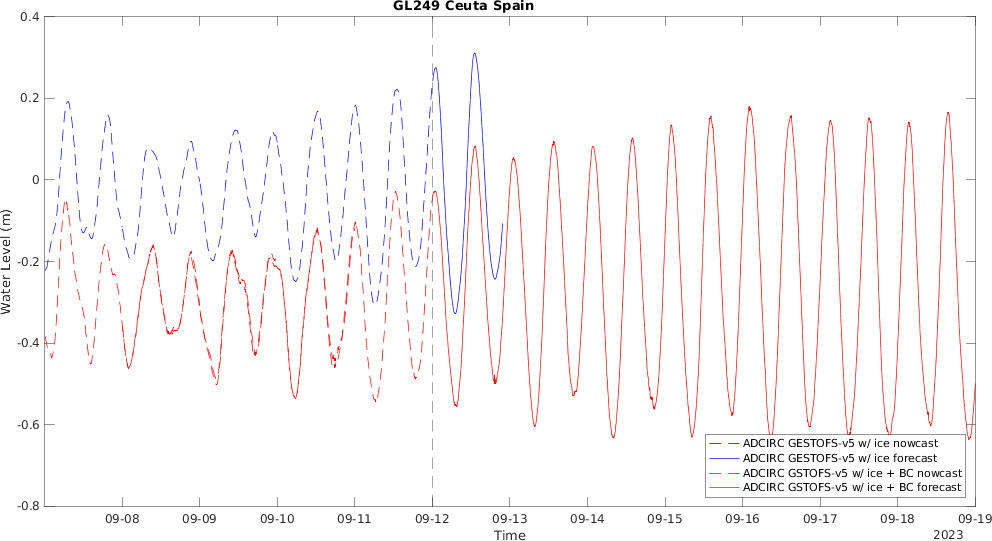 GL249 Ceuta Spain
Water Level (m)
0.4
0.2
0
-0.2
-0.4
-0.6
-0.8
ADCIRC GESTOFS-v5 w/ ice nowcast
ADCIRC GESTOFS-v5 w/ ice forecast
ADCIRC GSTOFS-v5 w/ ice + BC nowcast
ADCIRC GSTOFS-v5 w/ ice + BC forecast
09-08 09-09 09-10 09-11 09-12 09-13 09-14 09-15 09-16 09-17 09-18 09-19
Time
2023